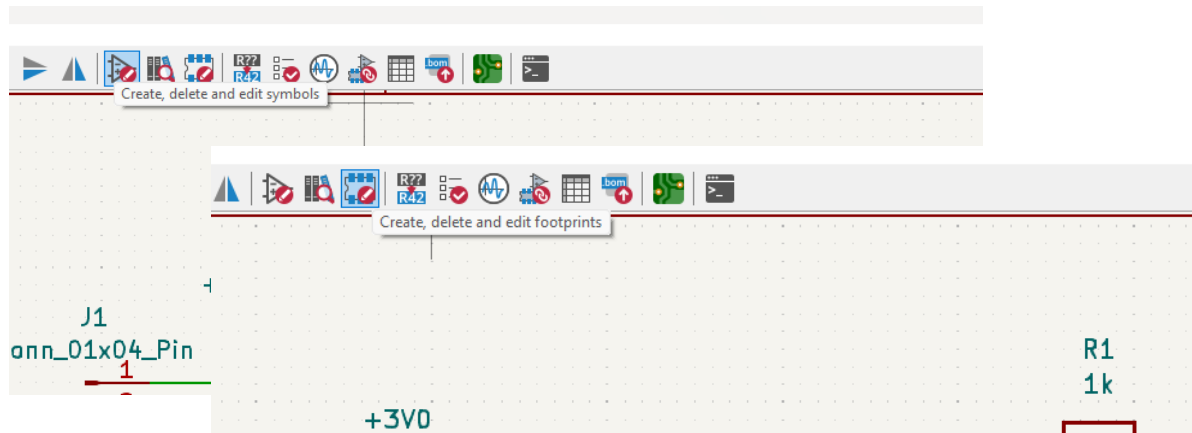 R??
R42
bom
>_
Create, delete and edit symbols
R??
R42
bom
>_
Create, delete and edit footprints
J1
ann_01x04_Pin
1
R1
1k
+3V0